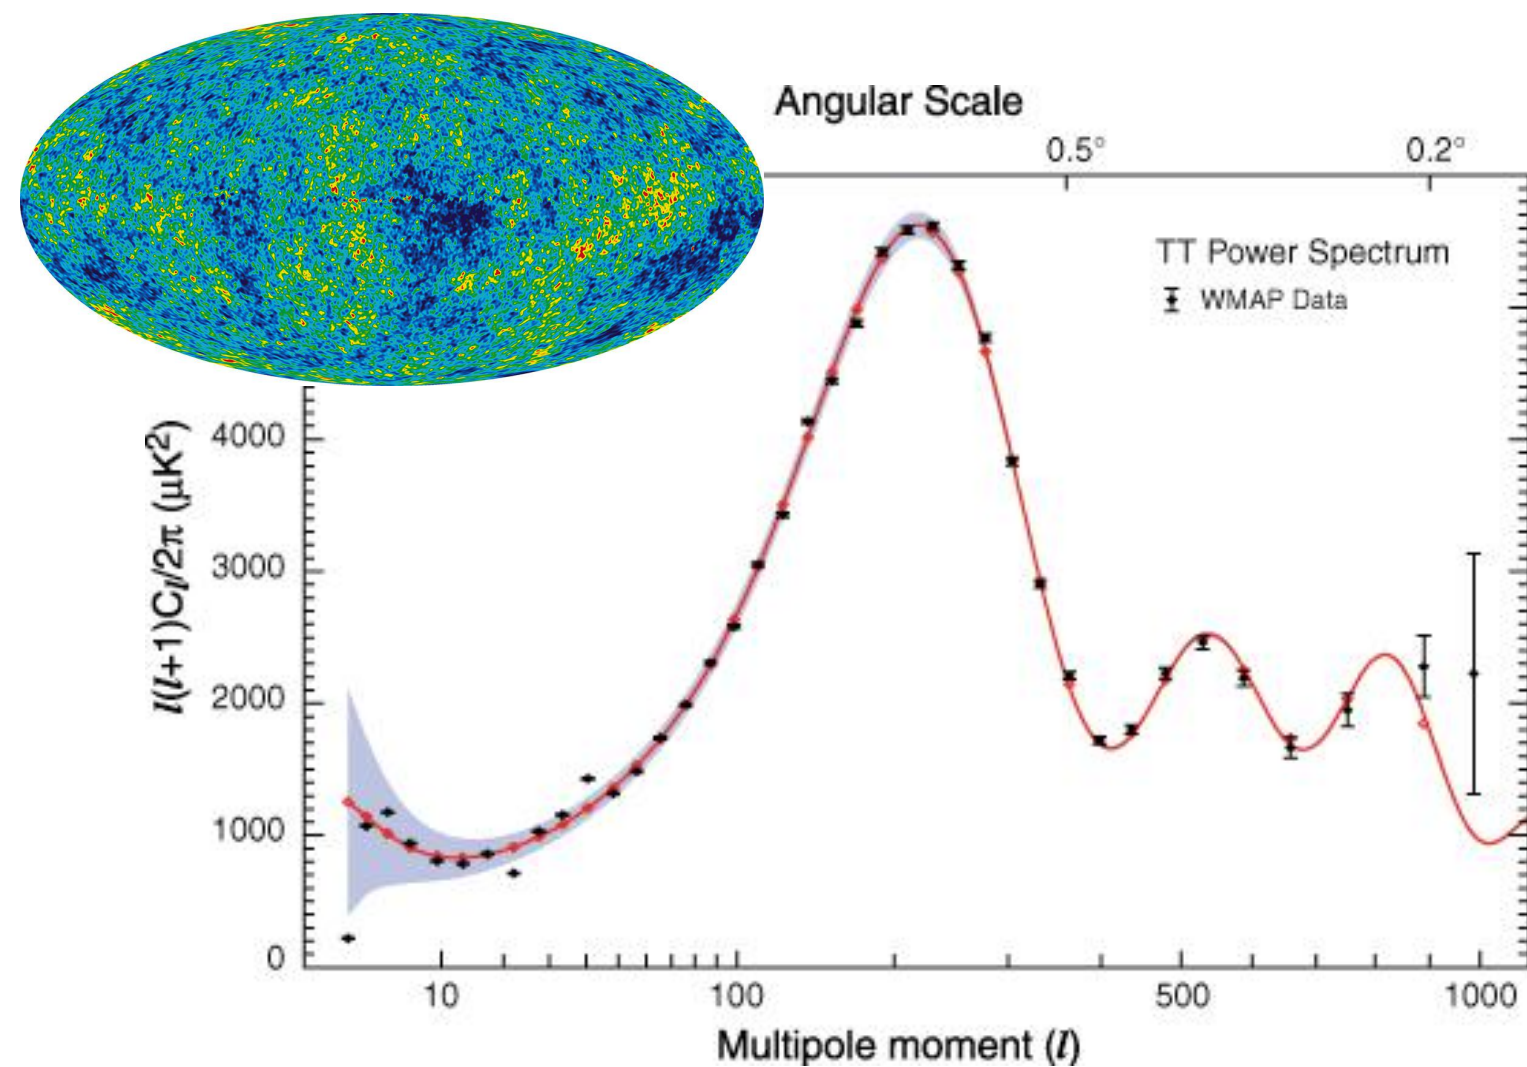 Angular Scale
0.5°
0.2°
TT Power Spectrum
WMAP Data
l(l+1)Cl/2π (μK²)
4000
3000
2000
1000
0
10
100
500
1000
Multipole moment (l)